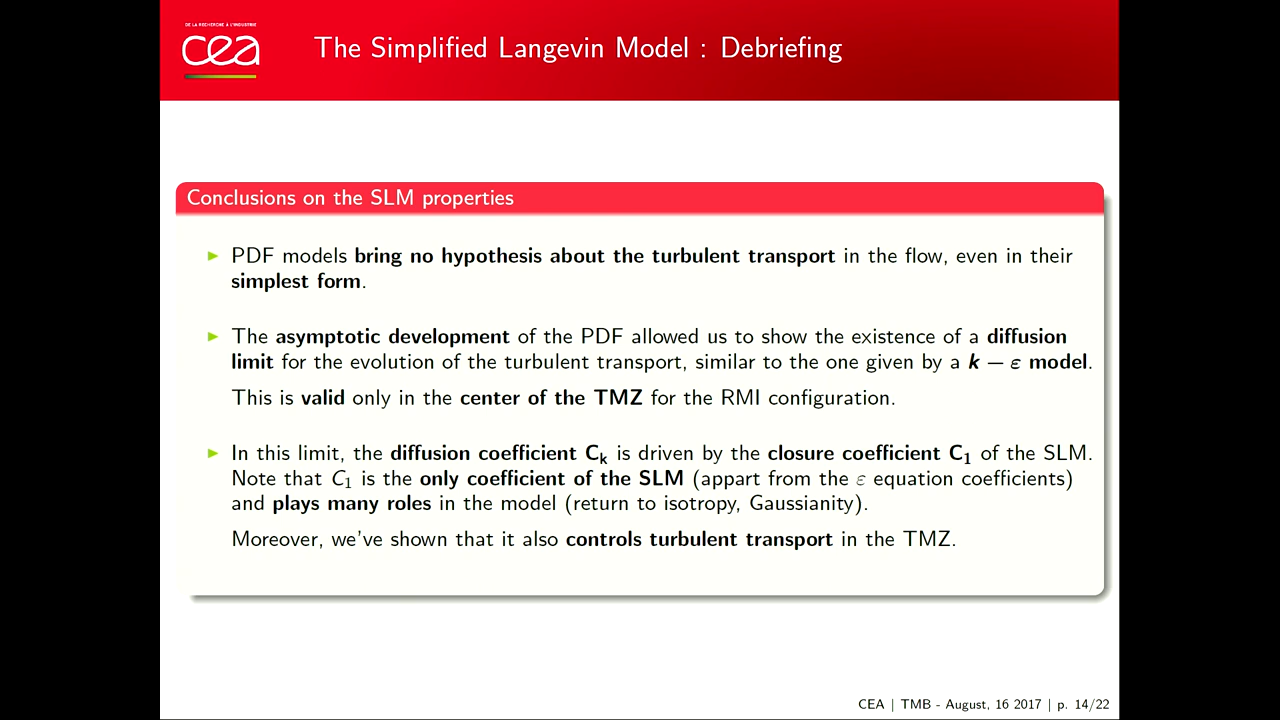 DE LA RECHERCHE À L'INDUSTRIE
cea
The Simplified Langevin Model : Debriefing
Conclusions on the SLM properties
► PDF models bring no hypothesis about the turbulent transport in the flow, even in their
simplest form.
► The asymptotic development of the PDF allowed us to show the existence of a diffusion
limit for the evolution of the turbulent transport, similar to the one given by a k − ε model.
This is valid only in the center of the TMZ for the RMI configuration.
► In this limit, the diffusion coefficient Cₖ is driven by the closure coefficient C₁ of the SLM.
Note that C₁ is the only coefficient of the SLM (appart from the ε equation coefficients)
and plays many roles in the model (return to isotropy, Gaussianity).
Moreover, we've shown that it also controls turbulent transport in the TMZ.
CEA | TMB - August, 16 2017 | p. 14/22